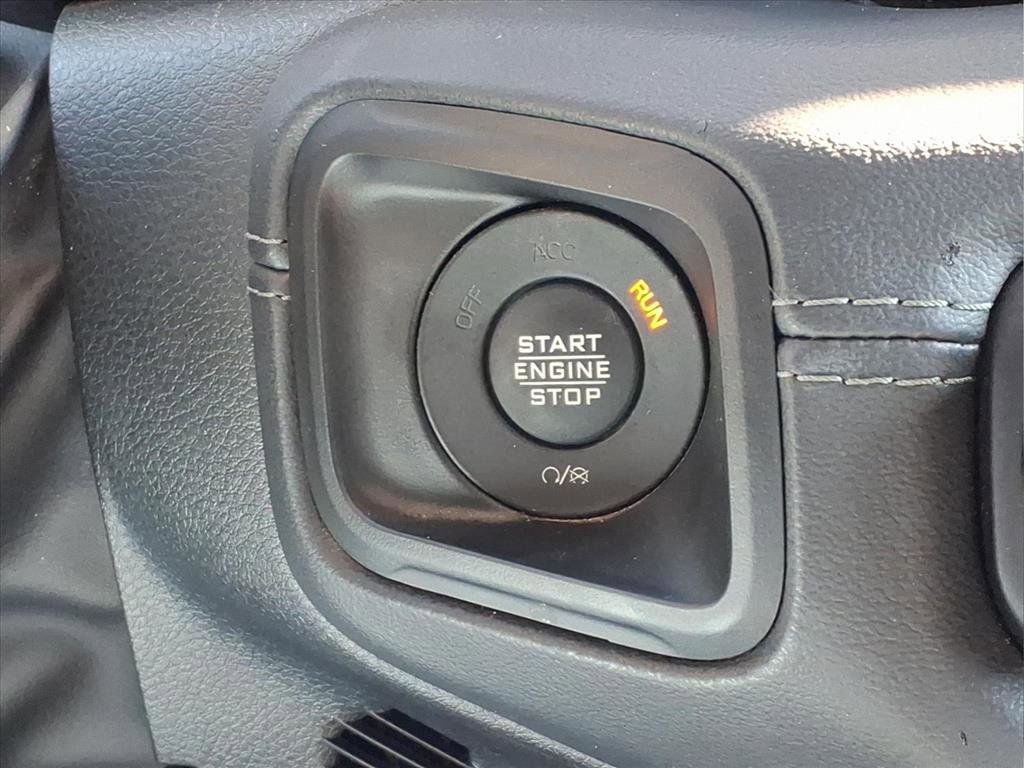 ACC
OFF
RUN
START
ENGINE
STOP